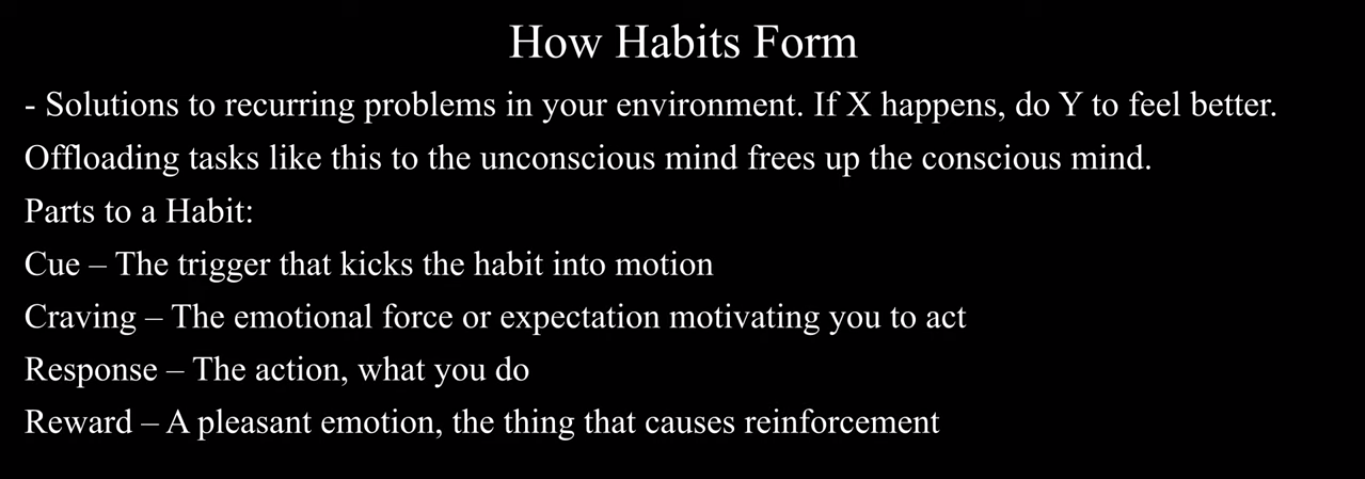 How Habits Form
- Solutions to recurring problems in your environment. If X happens, do Y to feel better.
Offloading tasks like this to the unconscious mind frees up the conscious mind.
Parts to a Habit:
Cue – The trigger that kicks the habit into motion
Craving – The emotional force or expectation motivating you to act
Response – The action, what you do
Reward – A pleasant emotion, the thing that causes reinforcement